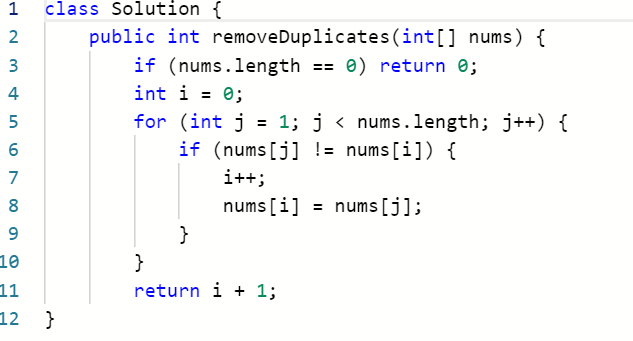 1 class Solution {
2     public int removeDuplicates(int[] nums) {
3         if (nums.length == 0) return 0;
4         int i = 0;
5         for (int j = 1; j < nums.length; j++) {
6             if (nums[j] != nums[i]) {
7                 i++;
8                 nums[i] = nums[j];
9             }
10         }
11         return i + 1;
12 }